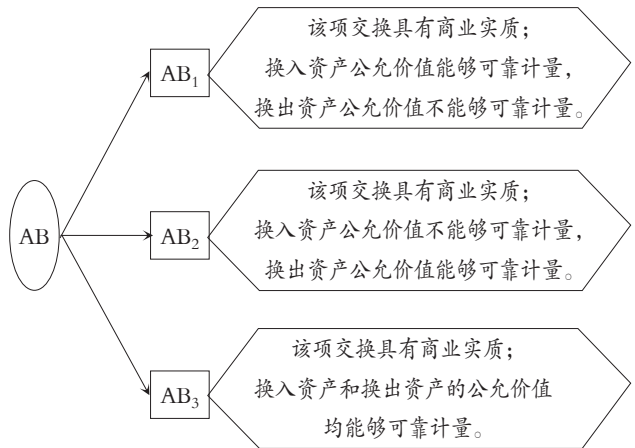 AB
AB₁
该项交换具有商业实质；
换入资产公允价值能够可靠计量，
换出资产公允价值不能够可靠计量。
AB₂
该项交换具有商业实质；
换入资产公允价值不能够可靠计量，
换出资产公允价值能够可靠计量。
AB₃
该项交换具有商业实质；
换入资产和换出资产的公允价值
均能够可靠计量。